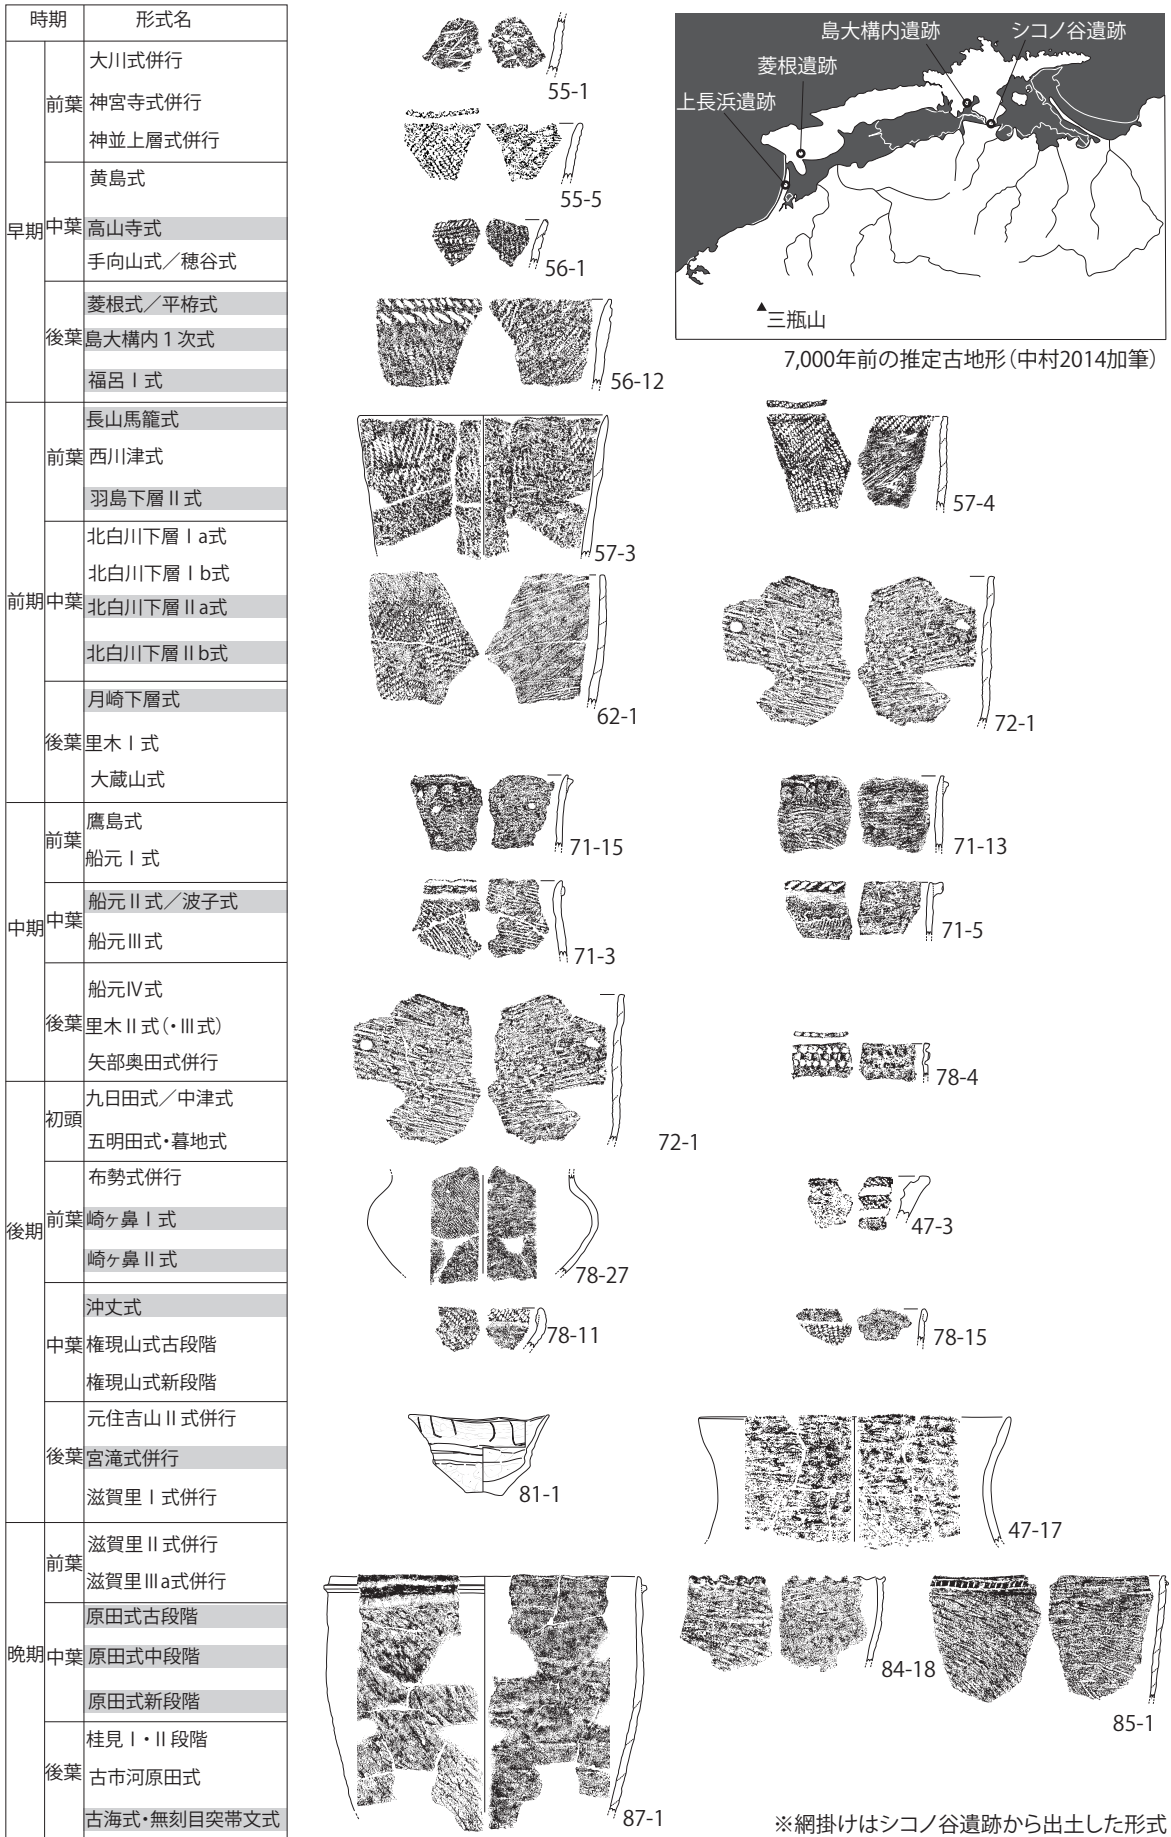 時期 形式名
早期
前葉
大川式併行
神宮寺式併行
神並上層式併行
中葉
黄島式
高山寺式
手向山式／穂谷式
後葉
菱根式／平栫式
島大構内１次式
福呂Ⅰ式
前期
前葉
長山馬籠式
西川津式
羽島下層Ⅱ式
中葉
北白川下層Ⅰa式
北白川下層Ⅰb式
北白川下層Ⅱa式
北白川下層Ⅱb式
後葉
月崎下層式
里木Ⅰ式
大蔵山式
中期
前葉
鷹島式
船元Ⅰ式
中葉
船元Ⅱ式／波子式
船元Ⅲ式
後葉
船元Ⅳ式
里木Ⅱ式（・Ⅲ式）
矢部奥田式併行
後期
初頭
九日田式／中津式
五明田式・暮地式
前葉
布勢式併行
崎ヶ鼻Ⅰ式
崎ヶ鼻Ⅱ式
中葉
沖丈式
権現山式古段階
権現山式新段階
後葉
元住吉山Ⅱ式併行
宮滝式併行
滋賀里Ⅰ式併行
晩期
前葉
滋賀里Ⅱ式併行
滋賀里Ⅲa式併行
中葉
原田式古段階
原田式中段階
原田式新段階
後葉
桂見Ⅰ・Ⅱ段階
古市河原田式
古海式・無刻目突帯文式
55-1
55-5
56-1
56-12
57-3
57-4
62-1
72-1
71-15
71-13
71-3
71-5
72-1
78-4
78-27
47-3
78-11
78-15
81-1
47-17
87-1
84-18
85-1
島大構内遺跡
シコノ谷遺跡
菱根遺跡
上長浜遺跡
▲三瓶山
7,000年前の推定古地形（中村2014加筆）
※網掛けはシコノ谷遺跡から出土した形式